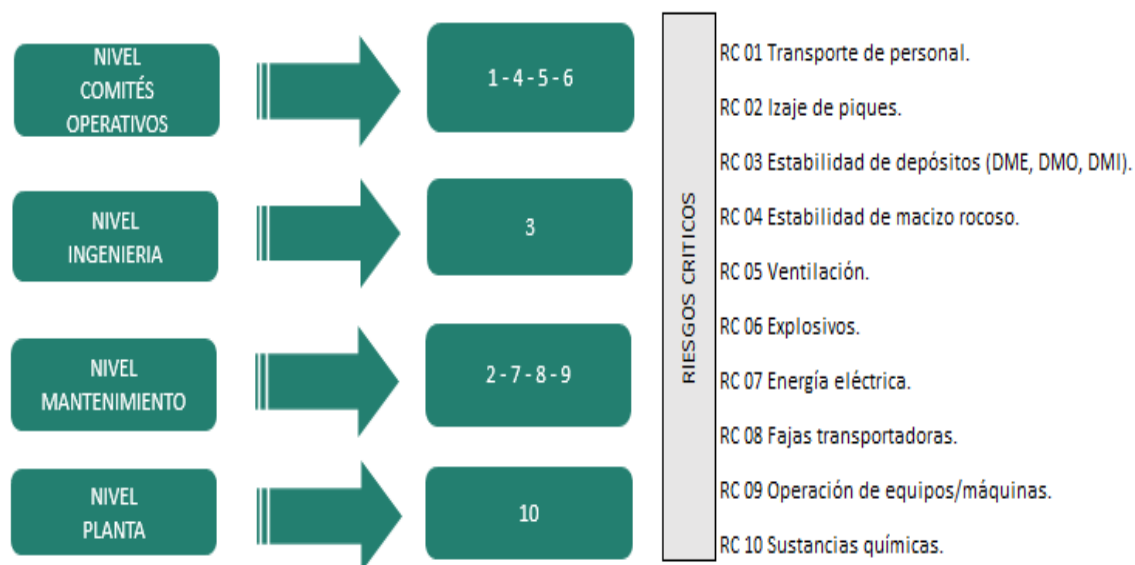 NIVEL
COMITÉS
OPERATIVOS
1 - 4 - 5 - 6
NIVEL
INGENIERIA
3
NIVEL
MANTENIMIENTO
2 - 7 - 8 - 9
NIVEL
PLANTA
10
RIESGOS CRITICOS
RC 01 Transporte de personal.
RC 02 Izaje de piques.
RC 03 Estabilidad de depósitos (DME, DMO, DMI).
RC 04 Estabilidad de macizo rocoso.
RC 05 Ventilación.
RC 06 Explosivos.
RC 07 Energía eléctrica.
RC 08 Fajas transportadoras.
RC 09 Operación de equipos/máquinas.
RC 10 Sustancias químicas.